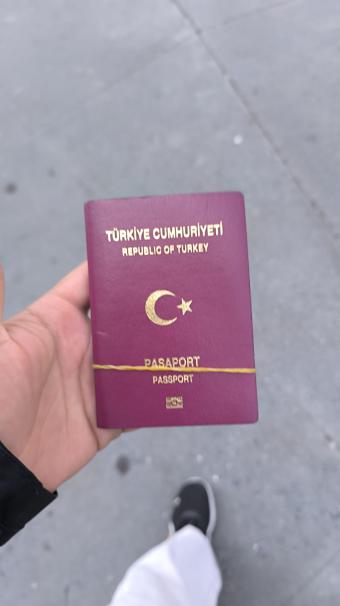 TÜRKİYE CUMHURİYETİ
REPUBLIC OF TURKEY
PASAPORT
PASSPORT